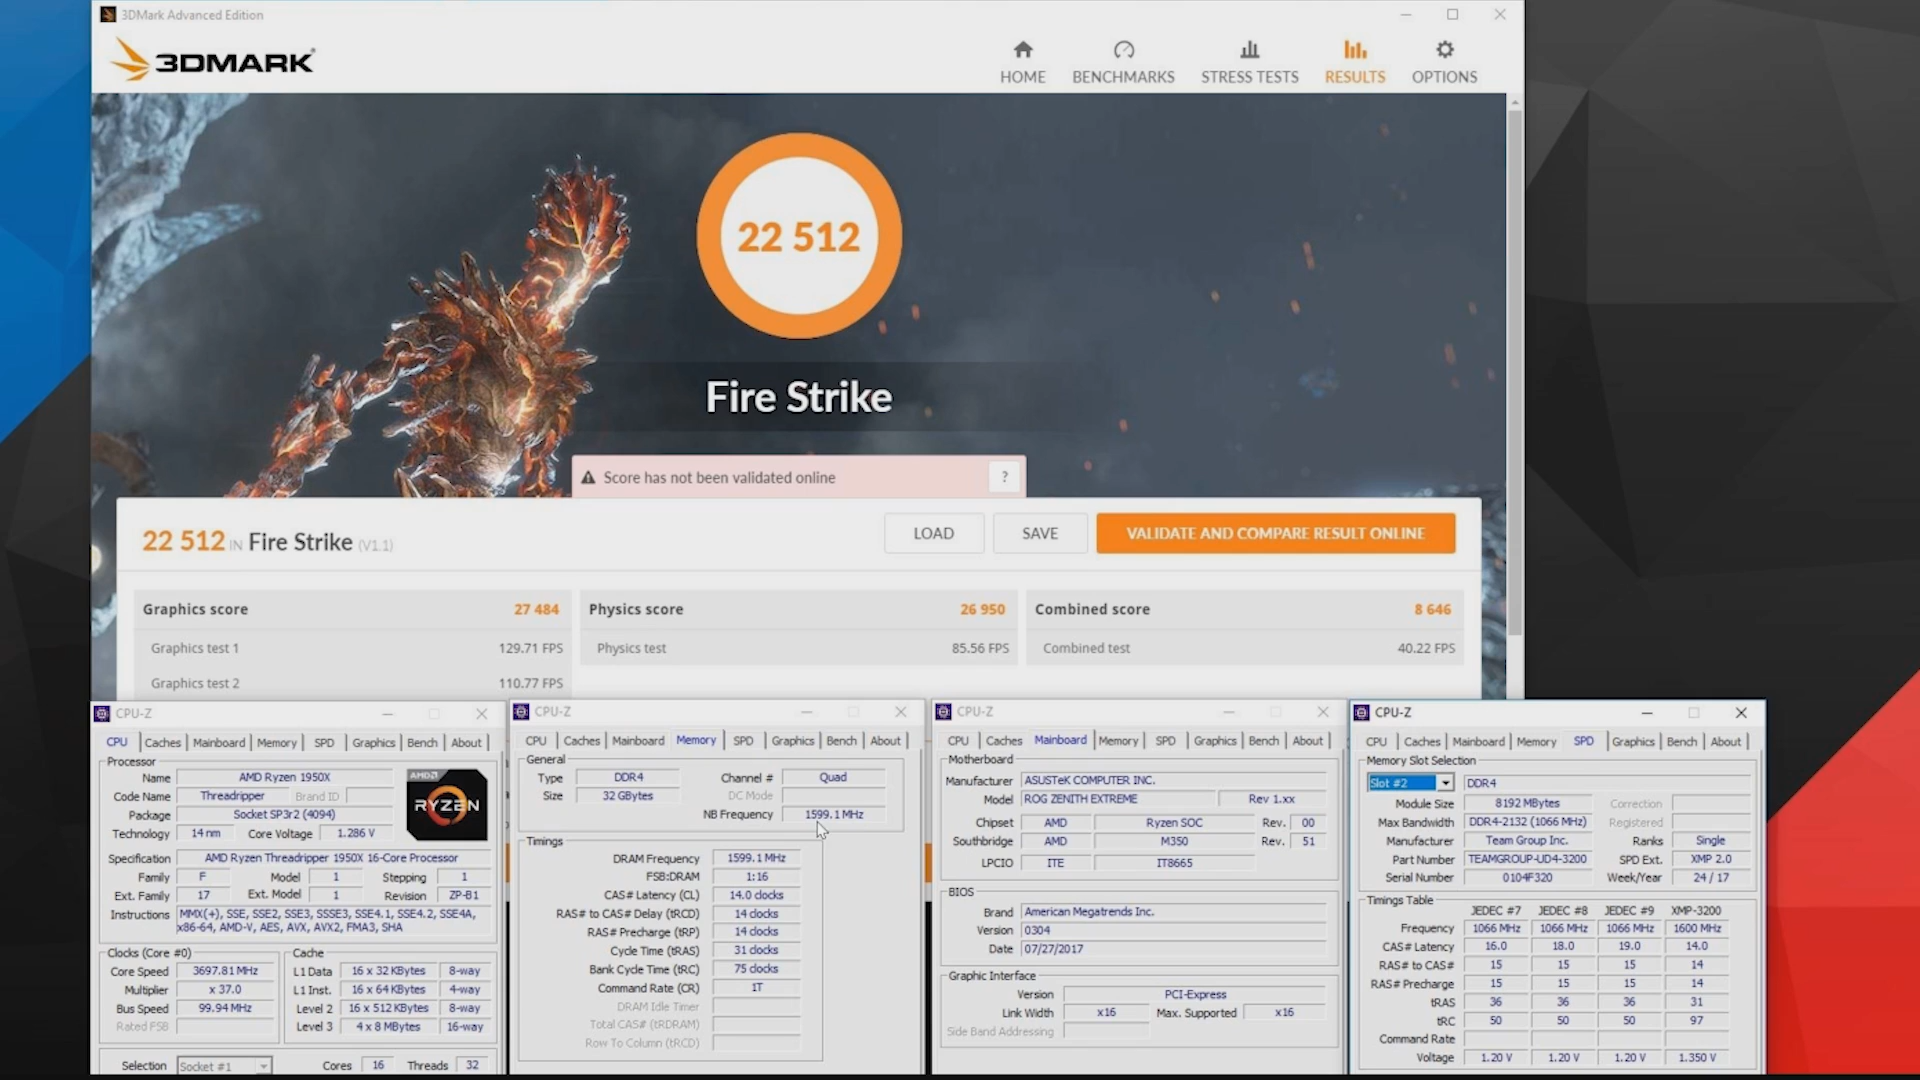 3DMark Advanced Edition
3DMARK
HOME
BENCHMARKS
STRESS TESTS
RESULTS
OPTIONS
22 512
Fire Strike
Score has not been validated online
?
22 512 IN Fire Strike (V1.1)
LOAD
SAVE
VALIDATE AND COMPARE RESULT ONLINE
Graphics score 27 484
Graphics test 1 129.71 FPS
Graphics test 2 110.77 FPS
Physics score 26 950
Physics test 85.56 FPS
Combined score 8 646
Combined test 40.22 FPS
CPU-Z
CPU Caches Mainboard Memory SPD Graphics Bench About
Processor
Name AMD Ryzen 1950X
Code Name Threadripper Brand ID
Package Socket SP3r2 (4094)
Technology 14 nm Core Voltage 1.286 V
AMD
RYZEN
Specification AMD Ryzen Threadripper 1950X 16-Core Processor
Family F Model 1 Stepping 1
Ext. Family 17 Ext. Model 1 Revision ZP-B1
Instructions MMX(+), SSE, SSE2, SSE3, SSSE3, SSE4.1, SSE4.2, SSE4A,
x86-64, AMD-V, AES, AVX, AVX2, FMA3, SHA
Clocks (Core #0)
Core Speed 3697.81 MHz
Multiplier x 37.0
Bus Speed 99.94 MHz
Rated FSB
Cache
L1 Data 16 x 32 KBytes 8-way
L1 Inst. 16 x 64 KBytes 4-way
Level 2 16 x 512 KBytes 8-way
Level 3 4 x 8 MBytes 16-way
Selection Socket #1 Cores 16 Threads 32
CPU-Z
CPU Caches Mainboard Memory SPD Graphics Bench About
General
Type DDR4 Channel # Quad
Size 32 GBytes DC Mode
NB Frequency 1599.1 MHz
Timings
DRAM Frequency 1599.1 MHz
FSB:DRAM 1:16
CAS# Latency (CL) 14.0 clocks
RAS# to CAS# Delay (tRCD) 14 clocks
RAS# Precharge (tRP) 14 clocks
Cycle Time (tRAS) 31 clocks
Bank Cycle Time (tRC) 75 clocks
Command Rate (CR) 1T
DRAM Idle Timer
Total CAS# (tRDRAM)
Row To Column (tRCD)
CPU-Z
CPU Caches Mainboard Memory SPD Graphics Bench About
Motherboard
Manufacturer ASUSTeK COMPUTER INC.
Model ROG ZENITH EXTREME Rev 1.xx
Chipset AMD Ryzen SOC Rev. 00
Southbridge AMD M350 Rev. 51
LPCIO ITE IT8665
BIOS
Brand American Megatrends Inc.
Version 0304
Date 07/27/2017
Graphic Interface
Version PCI-Express
Link Width x16 Max. Supported x16
Side Band Addressing
CPU-Z
CPU Caches Mainboard Memory SPD Graphics Bench About
Memory Slot Selection
Slot #2 DDR4
Module Size 8192 MBytes Correction
Max Bandwidth DDR4-2132 (1066 MHz) Registered
Manufacturer Team Group Inc. Ranks Single
Part Number TEAMGROUP-UD4-3200 SPD Ext. XMP 2.0
Serial Number 0104F320 Week/Year 24 / 17
Timings Table
JEDEC #7 JEDEC #8 JEDEC #9 XMP-3200
Frequency 1066 MHz 1066 MHz 1066 MHz 1600 MHz
CAS# Latency 16.0 18.0 19.0 14.0
RAS# to CAS# 15 15 15 14
RAS# Precharge 15 15 15 14
tRAS 36 36 36 31
tRC 50 50 50 97
Command Rate
Voltage 1.20 V 1.20 V 1.20 V 1.350 V